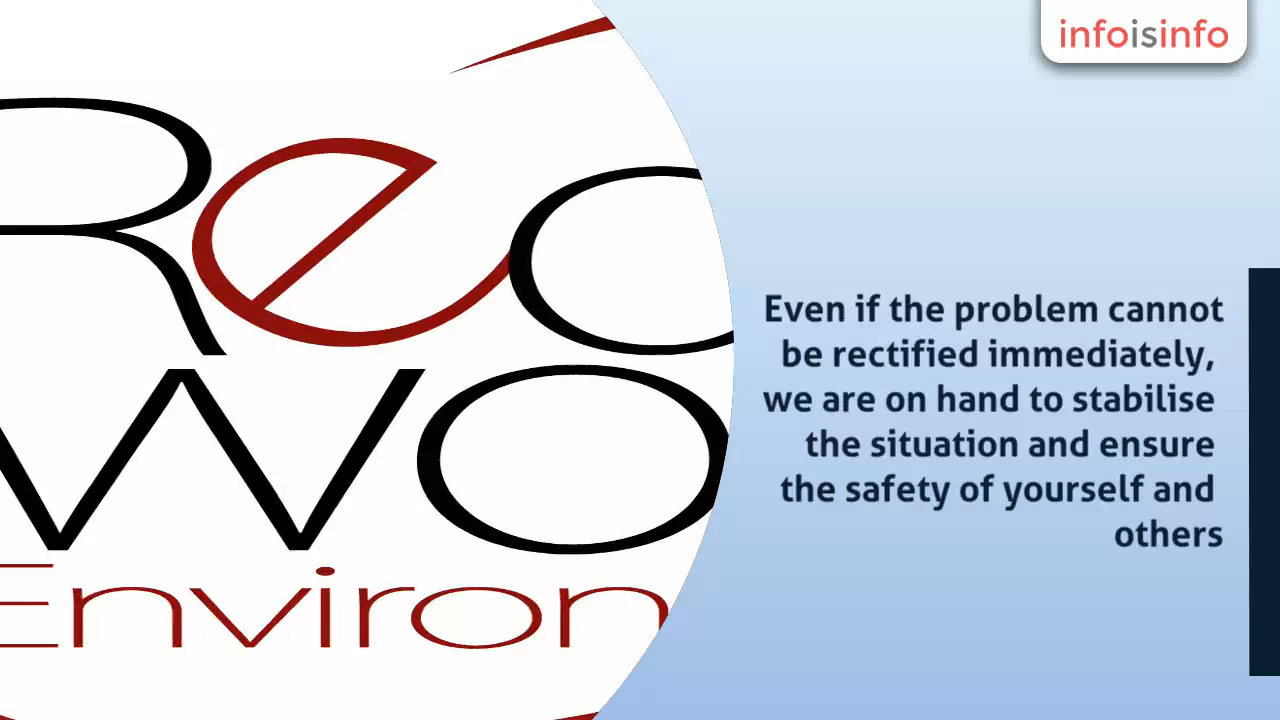 infoisinfo
Rec
Wo
Environ
Even if the problem cannot
be rectified immediately,
we are on hand to stabilise
the situation and ensure
the safety of yourself and
others